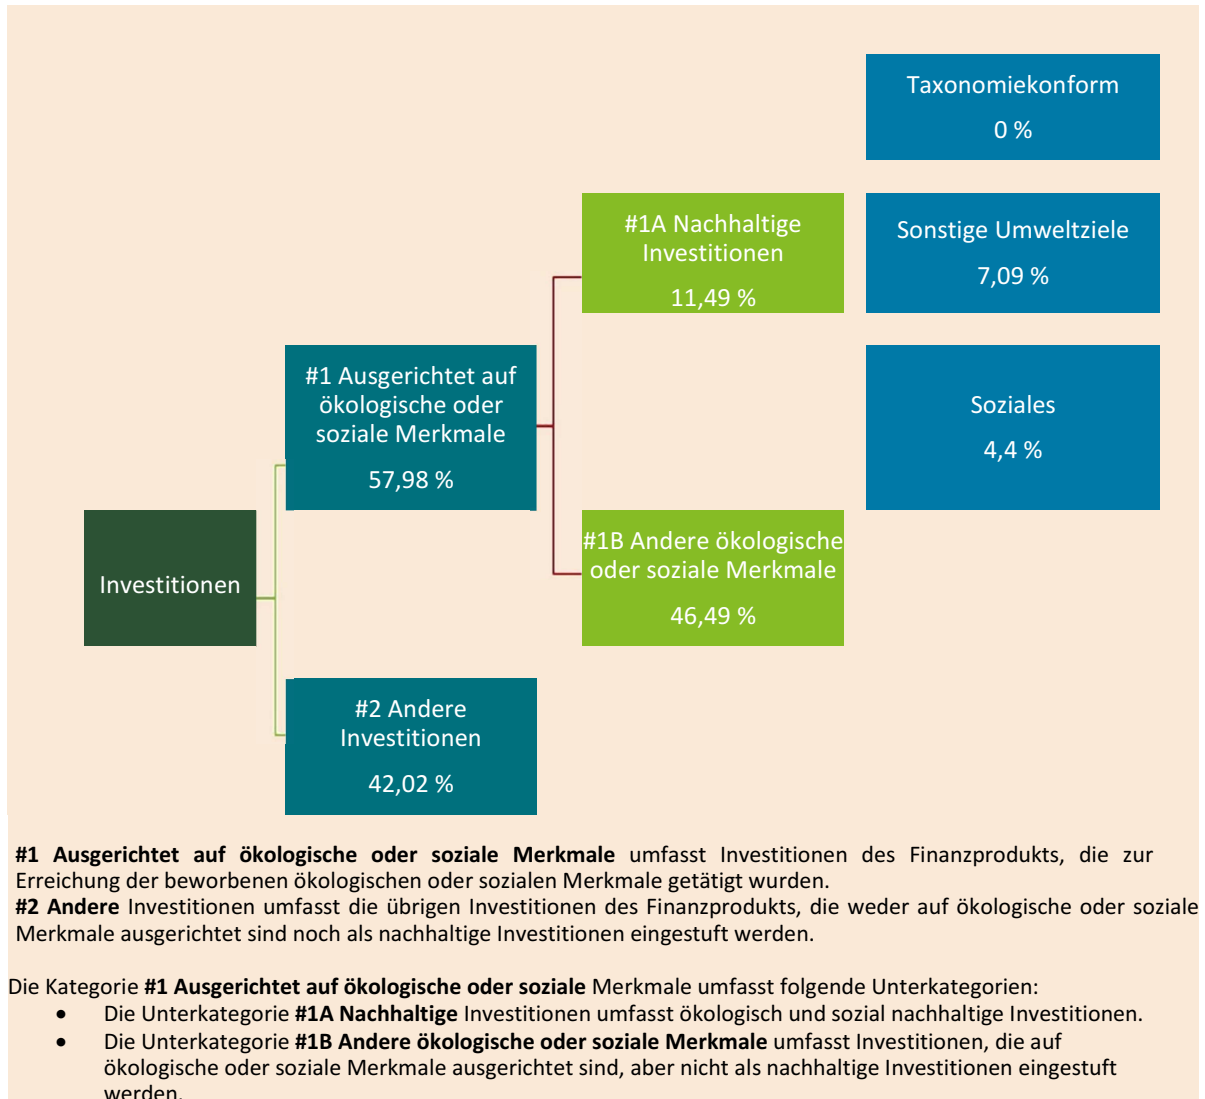 Taxonomiekonform
0 %
#1A Nachhaltige
Investitionen
11,49 %
Sonstige Umweltziele
7,09 %
#1 Ausgerichtet auf
ökologische oder
soziale Merkmale
57,98 %
Soziales
4,4 %
Investitionen
#1B Andere ökologische
oder soziale Merkmale
46,49 %
#2 Andere
Investitionen
42,02 %
#1 Ausgerichtet auf ökologische oder soziale Merkmale umfasst Investitionen des Finanzprodukts, die zur
Erreichung der beworbenen ökologischen oder sozialen Merkmale getätigt wurden.
#2 Andere Investitionen umfasst die übrigen Investitionen des Finanzprodukts, die weder auf ökologische oder soziale
Merkmale ausgerichtet sind noch als nachhaltige Investitionen eingestuft werden.
Die Kategorie #1 Ausgerichtet auf ökologische oder soziale Merkmale umfasst folgende Unterkategorien:
• Die Unterkategorie #1A Nachhaltige Investitionen umfasst ökologisch und sozial nachhaltige Investitionen.
• Die Unterkategorie #1B Andere ökologische oder soziale Merkmale umfasst Investitionen, die auf
ökologische oder soziale Merkmale ausgerichtet sind, aber nicht als nachhaltige Investitionen eingestuft
werden.